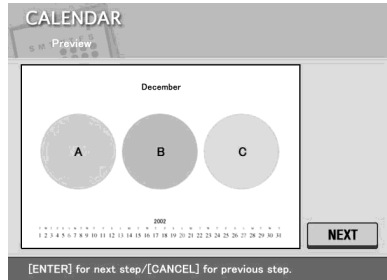 CALENDAR
S M
Preview
December
A B C
2002
1 2 3 4 5 6 7 8 9 10 11 12 13 14 15 16 17 18 19 20 21 22 23 24 25 26 27 28 29 30 31
NEXT
[ENTER] for next step/[CANCEL] for previous step.